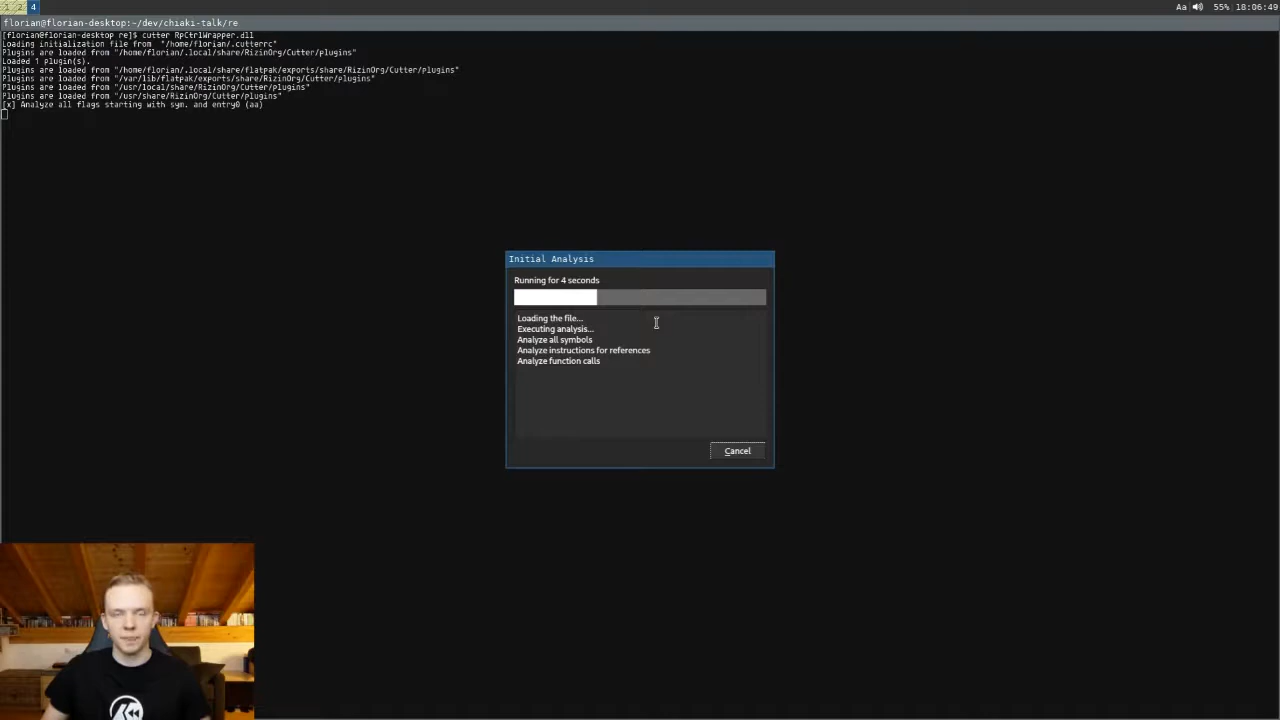 1 2 4
Aa 55% 18:06:49
florian@florian-desktop:~/dev/chiaki-talk/re
[florian@florian-desktop re]$ cutter RpCtrlWrapper.dll
Loading initialization file from "/home/florian/.cutterrc"
Plugins are loaded from "/home/florian/.local/share/RizinOrg/Cutter/plugins"
Loaded 1 plugin(s).
Plugins are loaded from "/home/florian/.local/share/flatpak/exports/share/RizinOrg/Cutter/plugins"
Plugins are loaded from "/var/lib/flatpak/exports/share/RizinOrg/Cutter/plugins"
Plugins are loaded from "/usr/local/share/RizinOrg/Cutter/plugins"
Plugins are loaded from "/usr/share/RizinOrg/Cutter/plugins"
[x] Analyze all flags starting with sym. and entry0 (aa)
Initial Analysis
Running for 4 seconds
Loading the file...
Executing analysis...
Analyze all symbols
Analyze instructions for references
Analyze function calls
Cancel